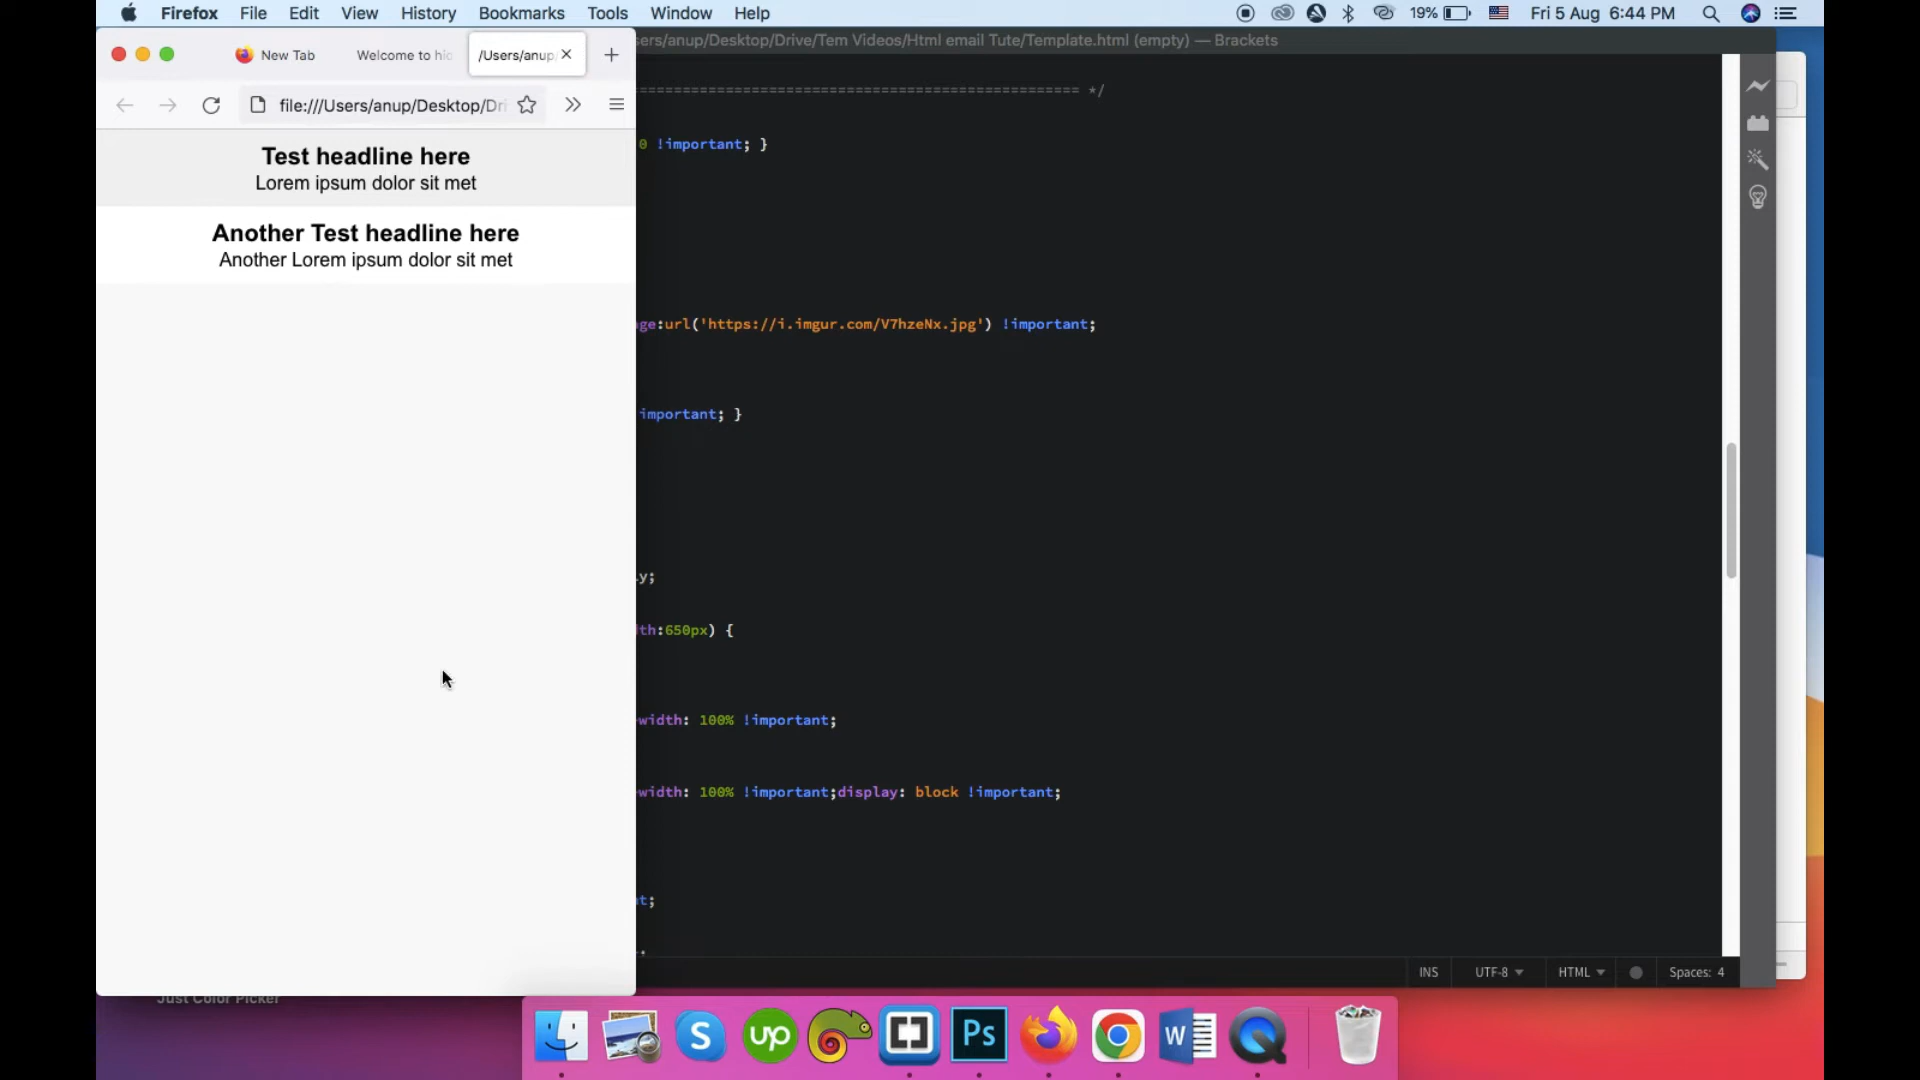 Firefox File Edit View History Bookmarks Tools Window Help 19% Fri 5 Aug 6:44 PM
sers/anup/Desktop/Drive/Tem Videos/Html email Tute/Template.html (empty) — Brackets
New Tab Welcome to hic /Users/anup/
file:///Users/anup/Desktop/Dri
======================================================= */
Test headline here
Lorem ipsum dolor sit met
0 !important; }
Another Test headline here
Another Lorem ipsum dolor sit met
ge:url('https://i.imgur.com/V7hzeNx.jpg') !important;
important; }
y;
th:650px) {
width: 100% !important;
width: 100% !important;display: block !important;
t;
INS UTF-8 HTML Spaces: 4
Just Color Picker
S up Ps W